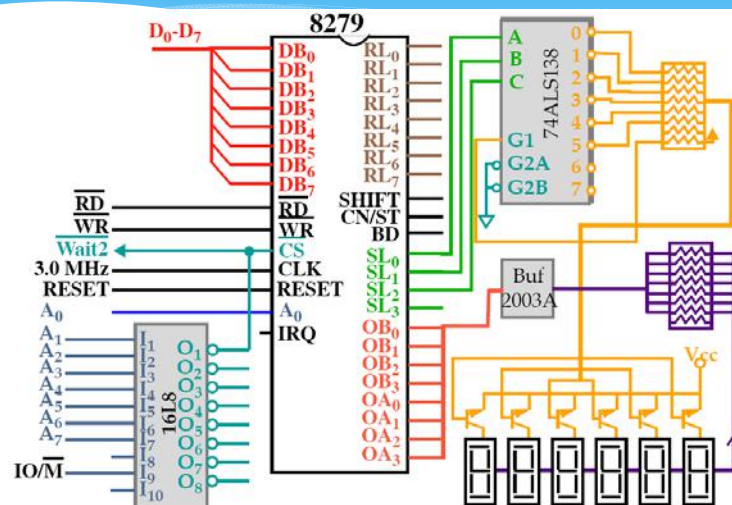 8279
D0-D7
DB0
DB1
DB2
DB3
DB4
DB5
DB6
DB7
RD
WR
CS
CLK
RESET
A0
IRQ
RL0
RL1
RL2
RL3
RL4
RL5
RL6
RL7
SHIFT
CN/ST
BD
SL0
SL1
SL2
SL3
OB0
OB1
OB2
OB3
OA0
OA1
OA2
OA3
RD
WR
Wait2
3.0 MHz
RESET
A0
A1
A2
A3
A4
A5
A6
A7
IO/M
I1
I2
I3
I4
I5
I6
I7
I8
I9
I10
16L8
O1
O2
O3
O4
O5
O6
O7
O8
A
B
C
G1
G2A
G2B
74ALS138
0
1
2
3
4
5
6
7
Buf
2003A
Vcc